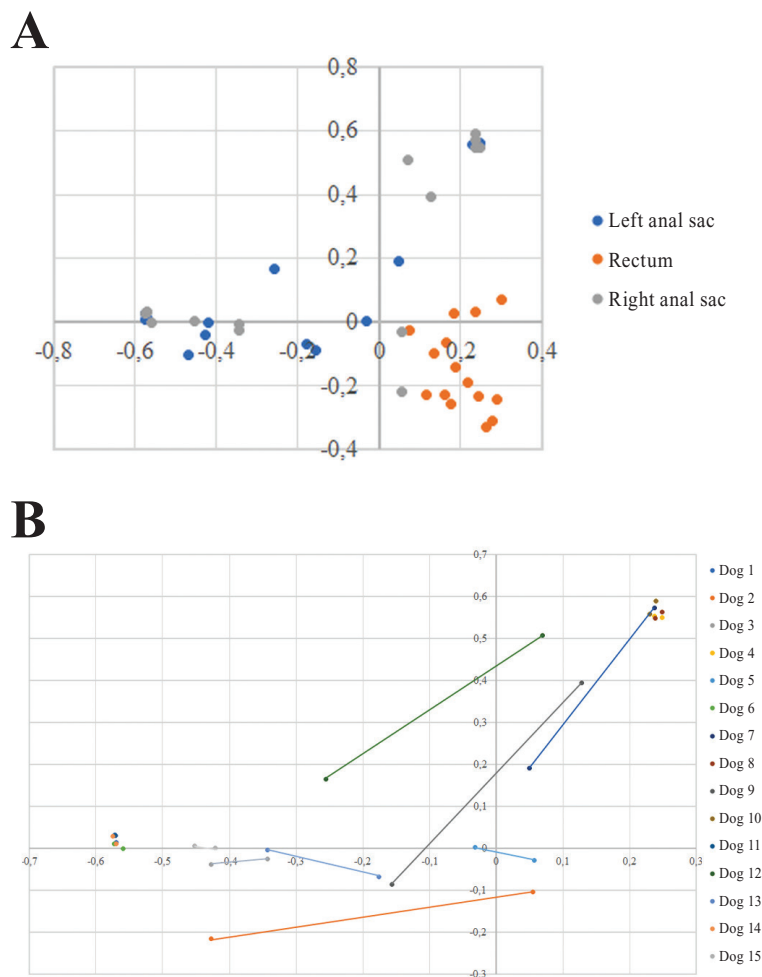 A
0,8
0,6
0,4
0,2
0
-0,8
-0,6
-0,4
-0,2
0
0,2
0,4
-0,2
-0,4
Left anal sac
Rectum
Right anal sac
B
0,7
0,6
0,5
0,4
0,3
0,2
0,1
0
-0,7
-0,6
-0,5
-0,4
-0,3
-0,2
-0,1
0
0,1
0,2
0,3
-0,1
-0,2
-0,3
Dog 1
Dog 2
Dog 3
Dog 4
Dog 5
Dog 6
Dog 7
Dog 8
Dog 9
Dog 10
Dog 11
Dog 12
Dog 13
Dog 14
Dog 15